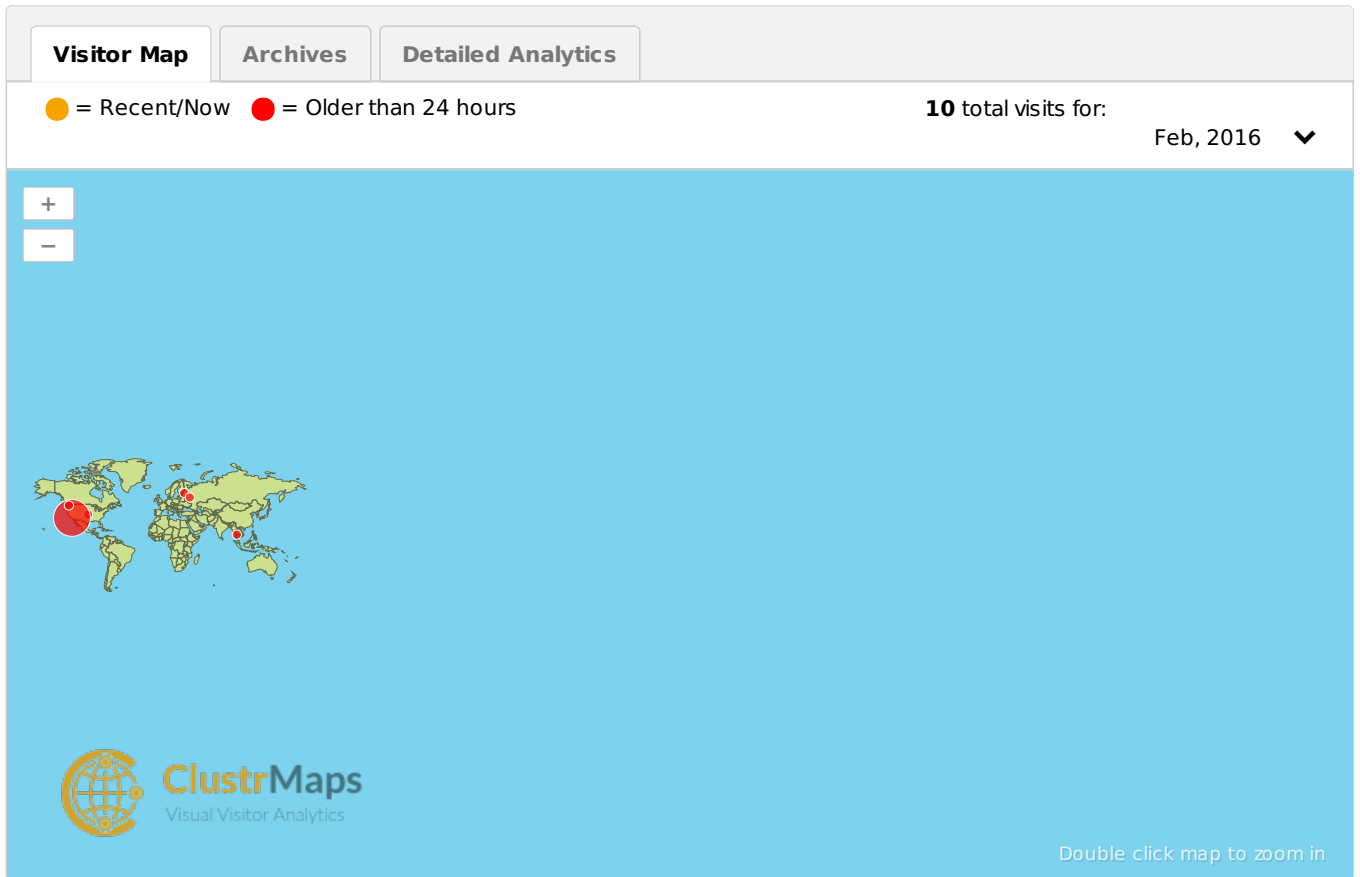 Visitor Map Archives Detailed Analytics
= Recent/Now = Older than 24 hours
10 total visits for:
Feb, 2016
+
−
ClustrMaps
Visual Visitor Analytics
Double click map to zoom in